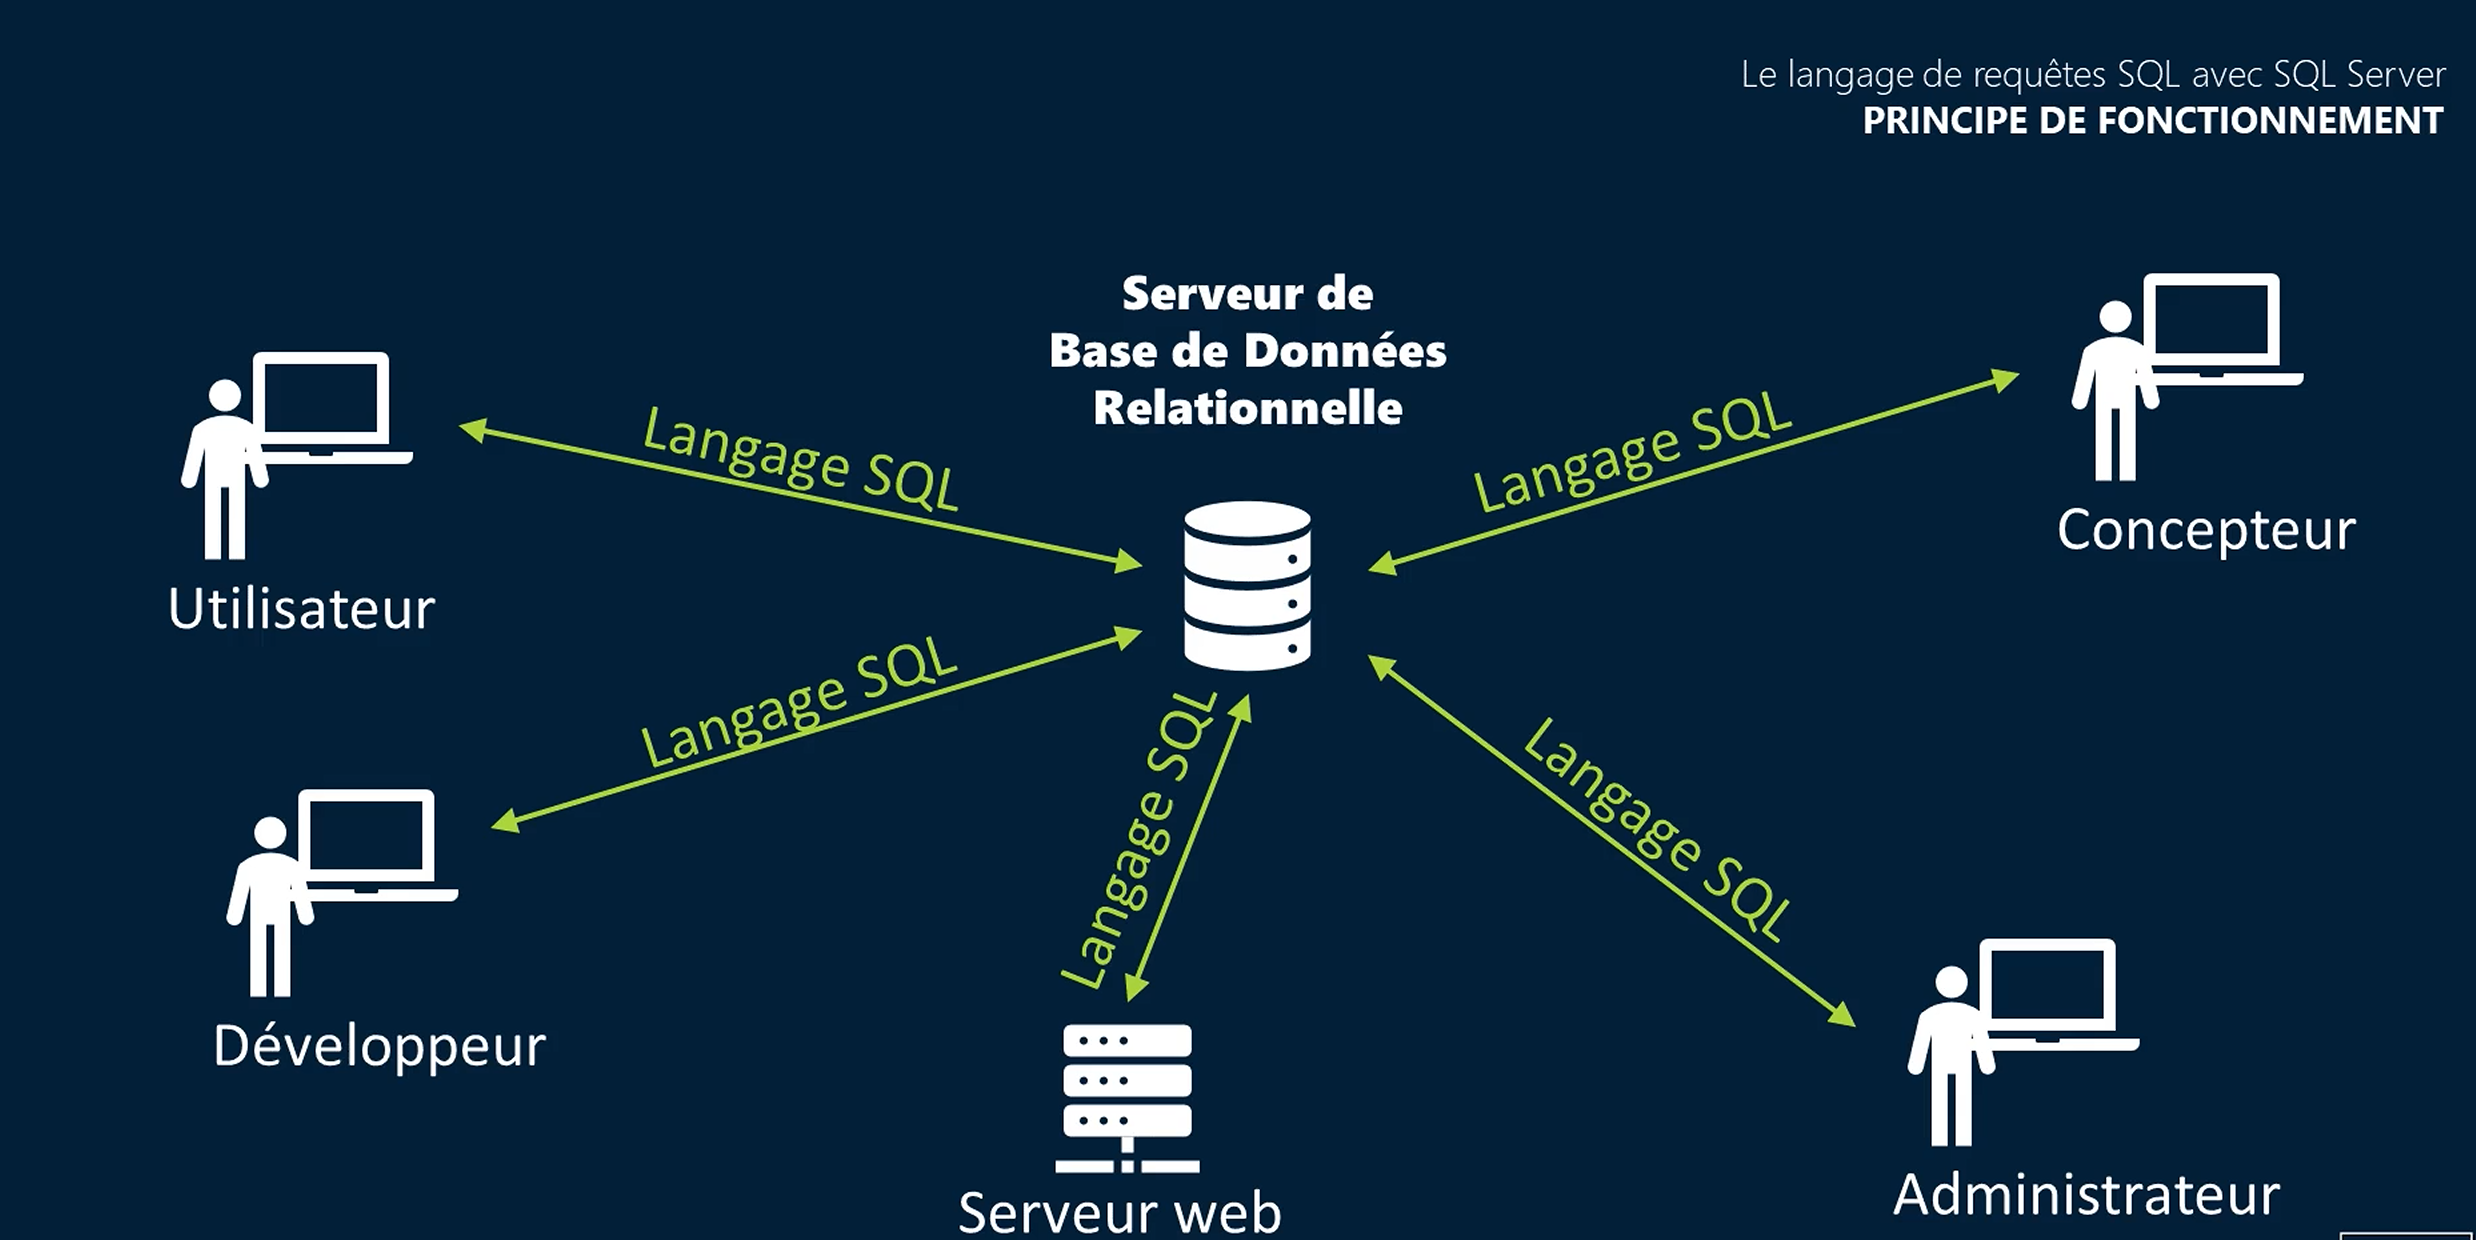 Le langage de requêtes SQL avec SQL Server
PRINCIPE DE FONCTIONNEMENT
Serveur de
Base de Données
Relationnelle
Langage SQL
Langage SQL
Utilisateur
Concepteur
Langage SQL
Langage SQL
Langage SQL
Développeur
Serveur web
Administrateur